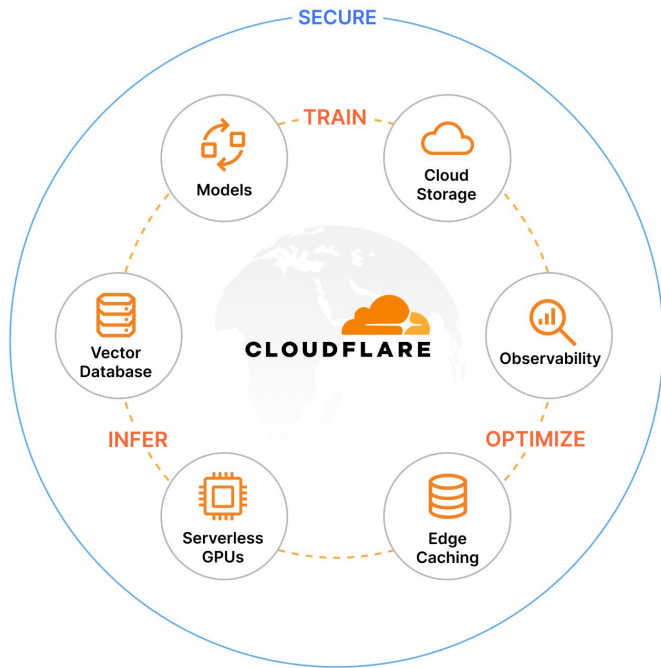 SECURE
TRAIN
Models
Cloud
Storage
Vector
Database
CLOUDFLARE
Observability
INFER
OPTIMIZE
Serverless
GPUs
Edge
Caching